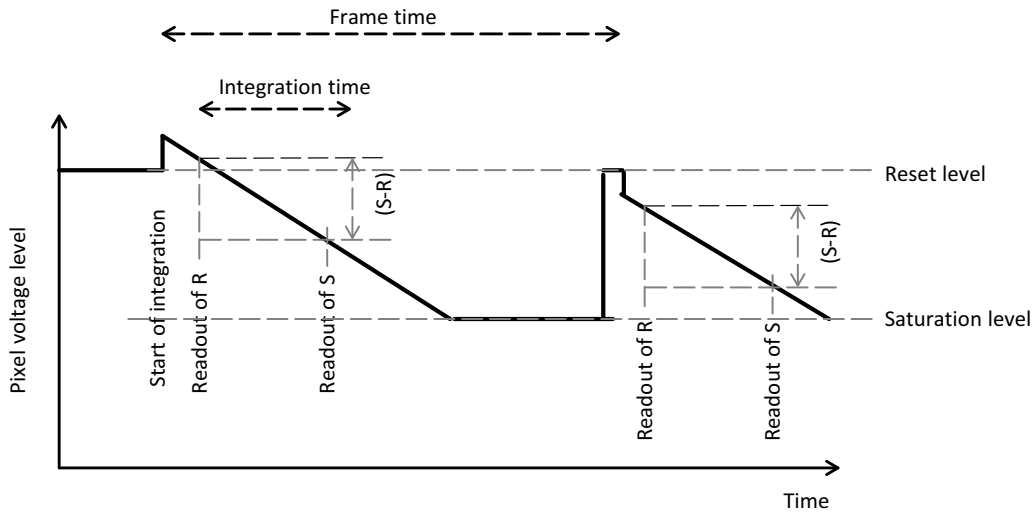 Frame time
Integration time
Reset level
(S-R)
(S-R)
Pixel voltage level
Start of integration
Readout of R
Readout of S
Saturation level
Readout of R
Readout of S
Time